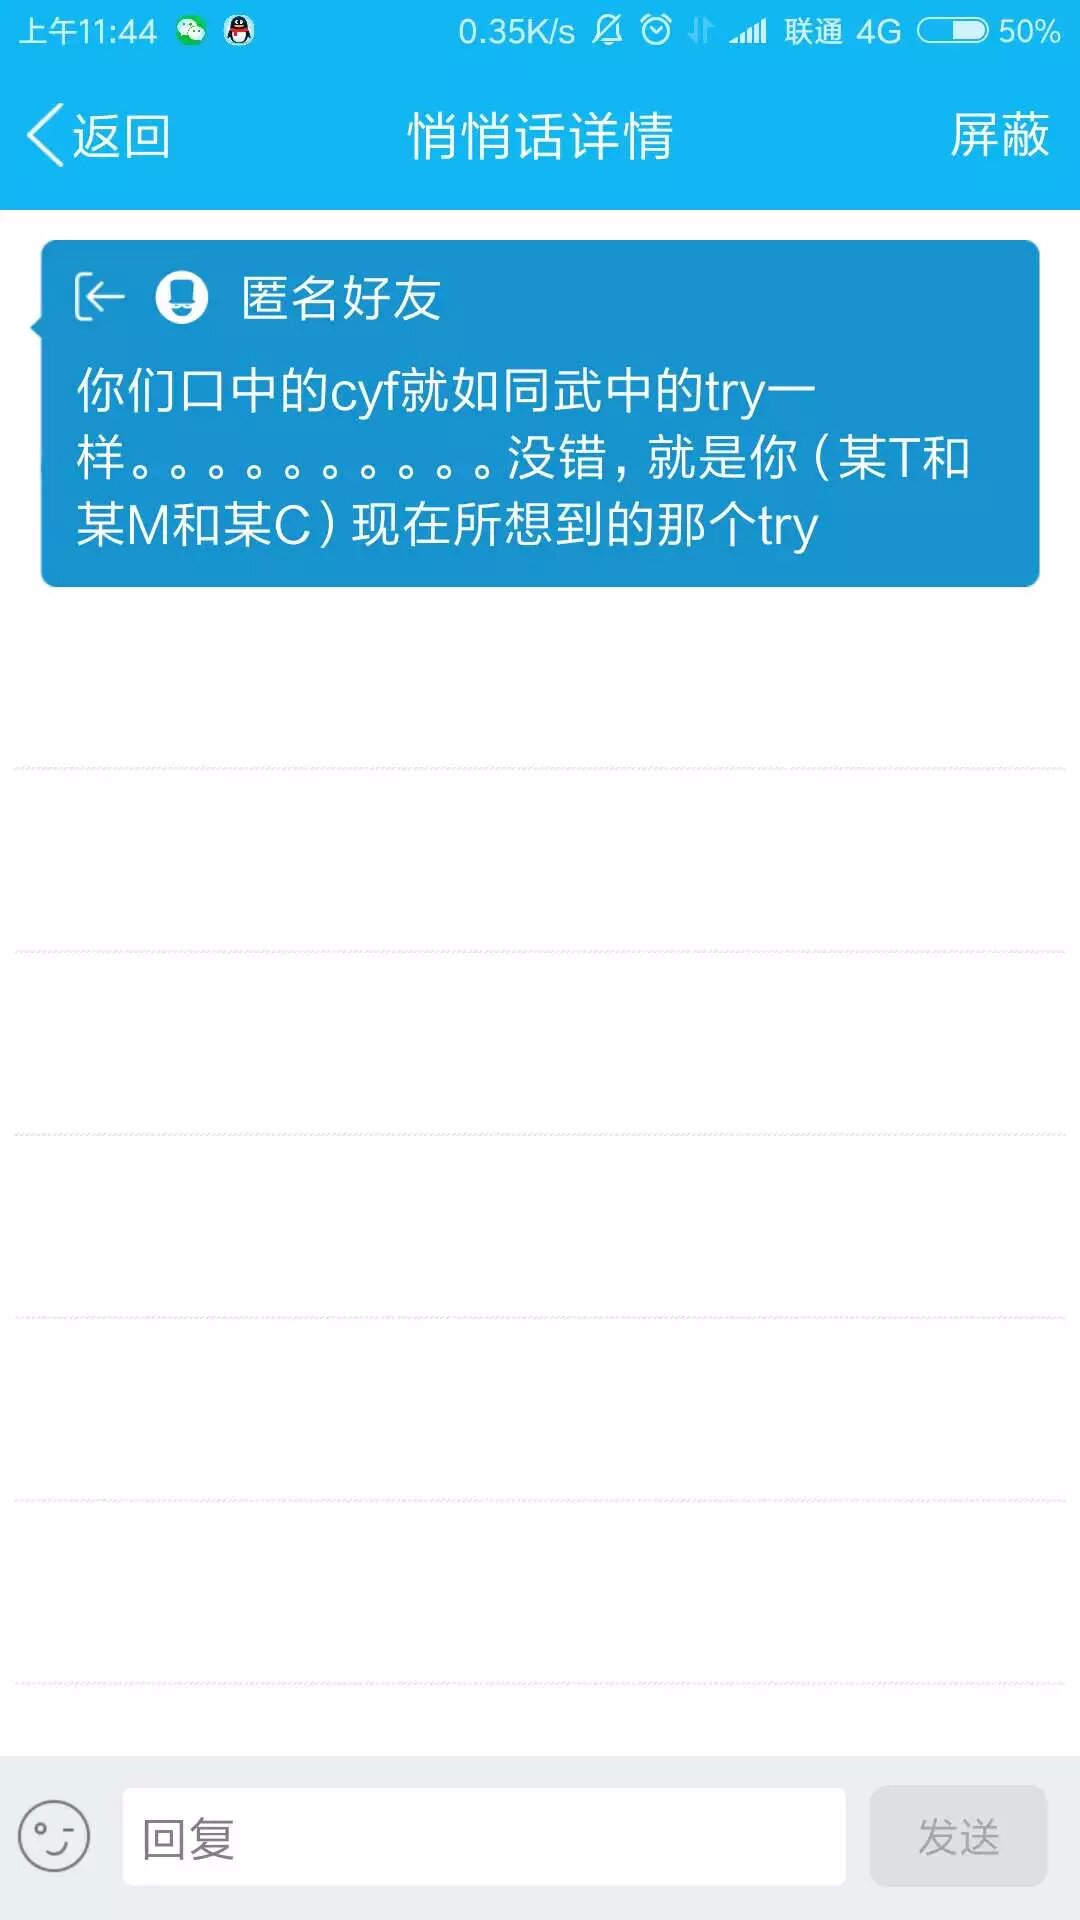 上午11:44 0.35K/s 联通 4G 50%
返回 悄悄话详情 屏蔽
匿名好友
你们口中的cyf就如同武中的try一
样。。。。。。。。。。没错，就是你（某T和
某M和某C）现在所想到的那个try
回复 发送